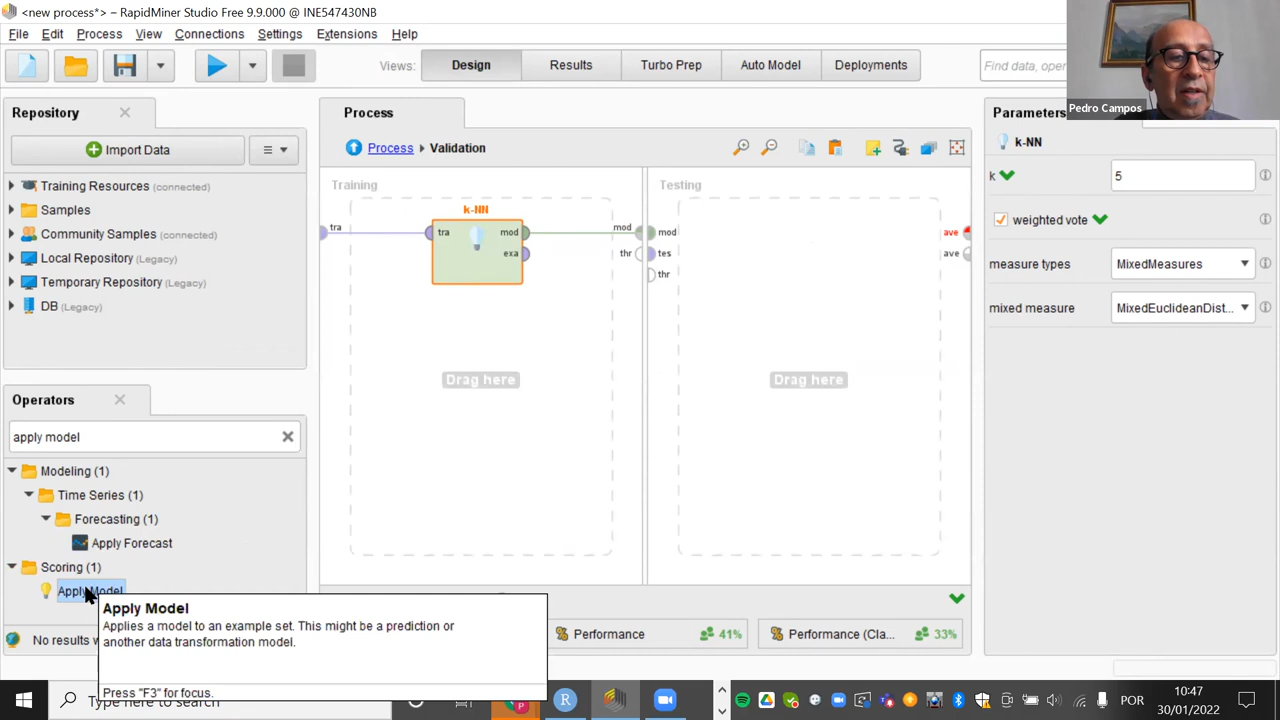 <new process*> – RapidMiner Studio Free 9.9.000 @ INE547430NB
File Edit Process View Connections Settings Extensions Help
Views: Design Results Turbo Prep Auto Model Deployments Find data, oper
Pedro Campos
Repository
Import Data
Training Resources (connected)
Samples
Community Samples (connected)
Local Repository (Legacy)
Temporary Repository (Legacy)
DB (Legacy)
Operators
apply model
Modeling (1)
Time Series (1)
Forecasting (1)
Apply Forecast
Scoring (1)
Apply Model
No results w
Process
Process Validation
Training
k-NN
tra
tra
mod
exa
mod
thr
Drag here
Testing
mod
tes
thr
ave
ave
Drag here
Performance 41%
Performance (Cla... 33%
Parameters
k-NN
k 5
weighted vote
measure types MixedMeasures
mixed measure MixedEuclideanDist...
Apply Model
Applies a model to an example set. This might be a prediction or
another data transformation model.
Press "F3" for focus.
Type here to search
R
POR
10:47
30/01/2022